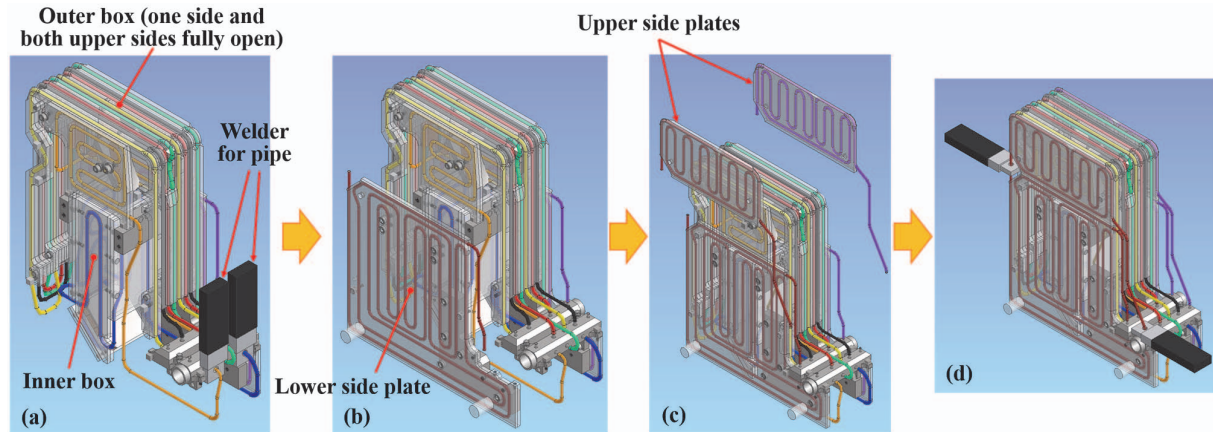 Outer box (one side and
both upper sides fully open)
Welder
for pipe
Inner box
(a)
Lower side plate
(b)
Upper side plates
(c)
(d)